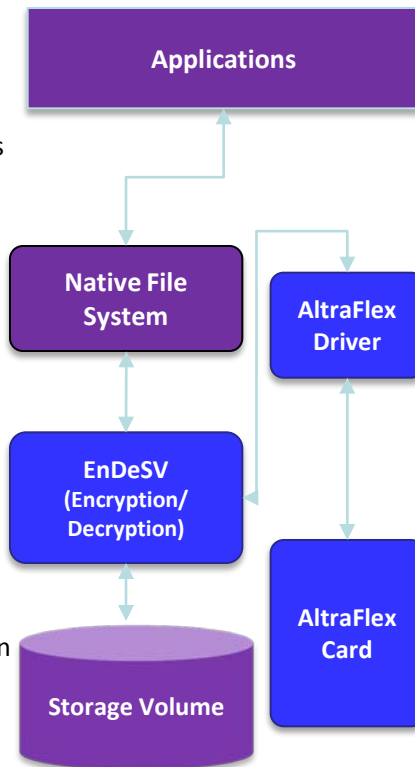 Applications
s
Native File
System
AltraFlex
Driver
EnDeSV
(Encryption/
Decryption)
n
AltraFlex
Card
Storage Volume